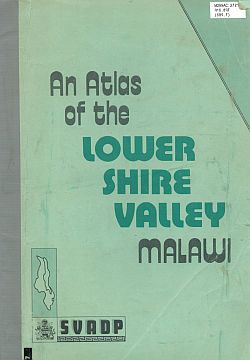 An Atlas
of the
LOWER
SHIRE
VALLEY
MALAWI
SVADP